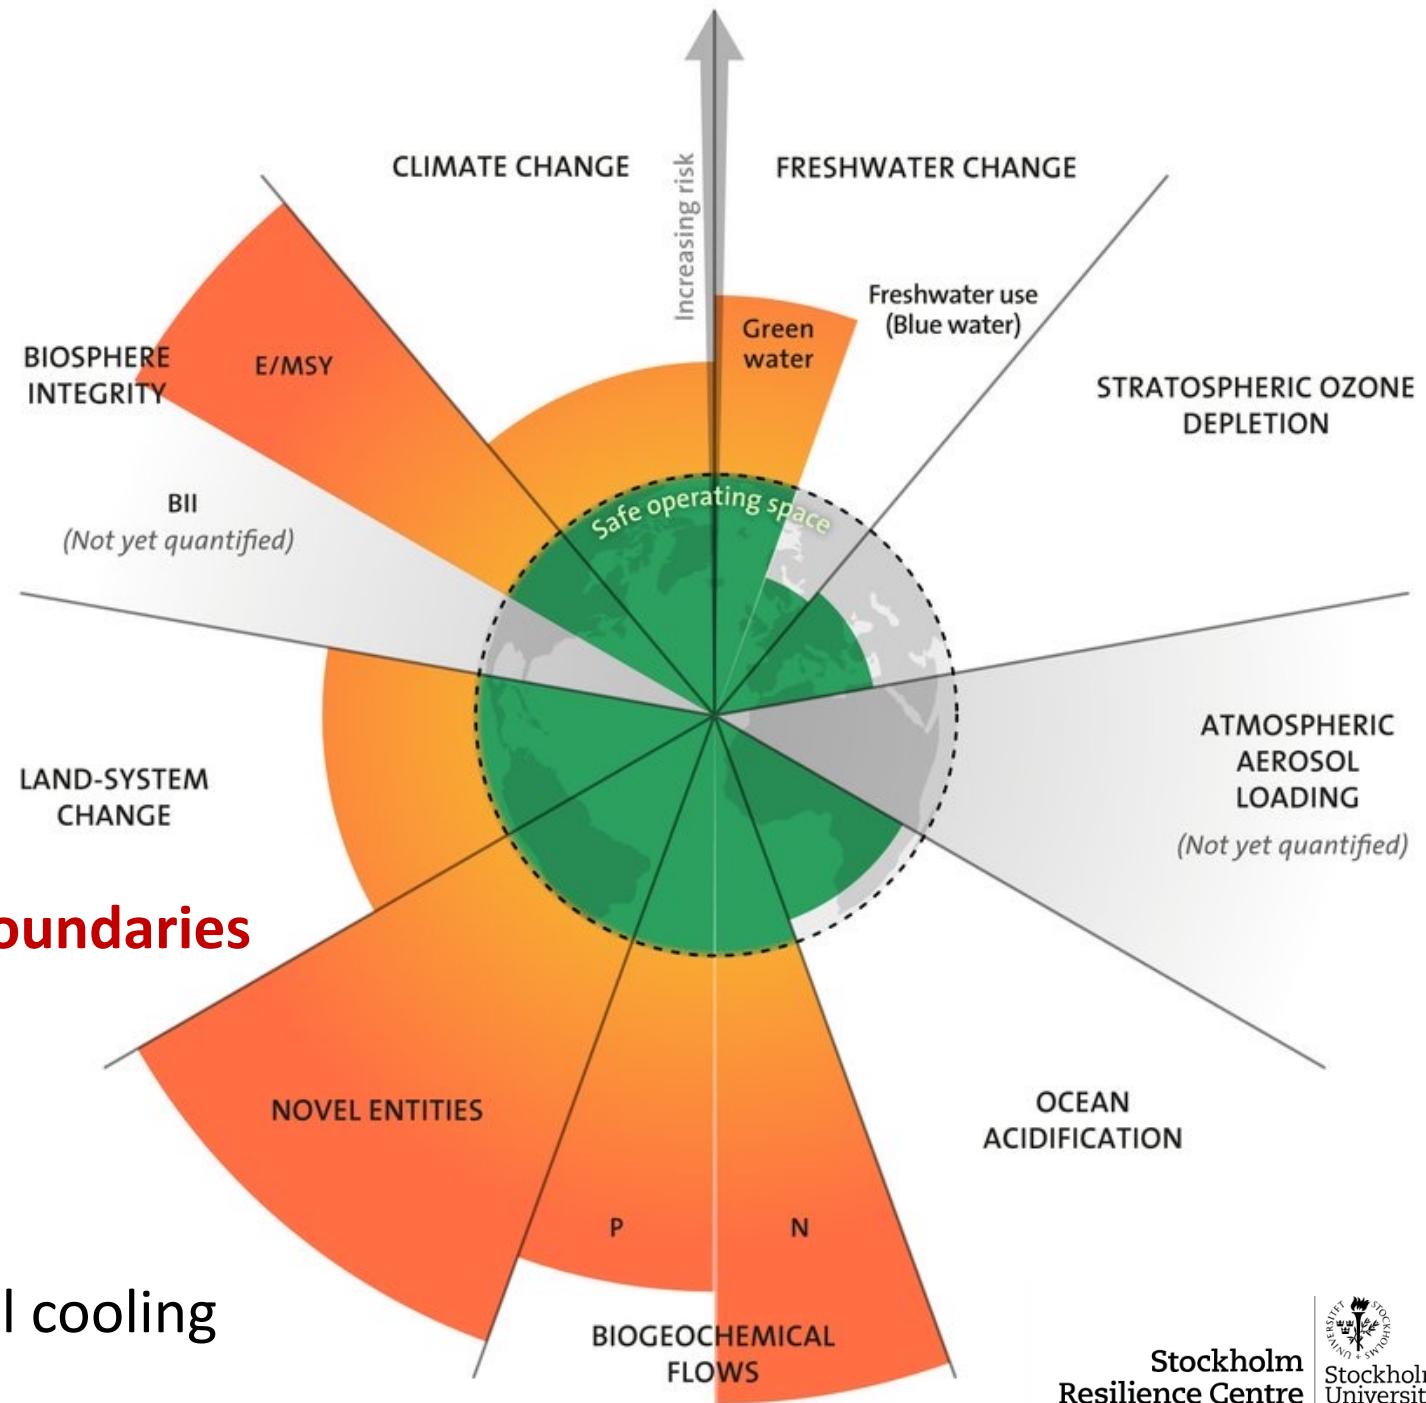 CLIMATE CHANGE
FRESHWATER CHANGE
Increasing risk
Freshwater use
(Blue water)
Green
water
BIOSPHERE
INTEGRITY
E/MSY
STRATOSPHERIC OZONE
DEPLETION
BII
(Not yet quantified)
Safe operating space
ATMOSPHERIC
AEROSOL
LOADING
(Not yet quantified)
LAND-SYSTEM
CHANGE
oundaries
NOVEL ENTITIES
OCEAN
ACIDIFICATION
P
N
l cooling
BIOGEOCHEMICAL
FLOWS
Stockholm
Resilience Centre
Stockholm
Universit